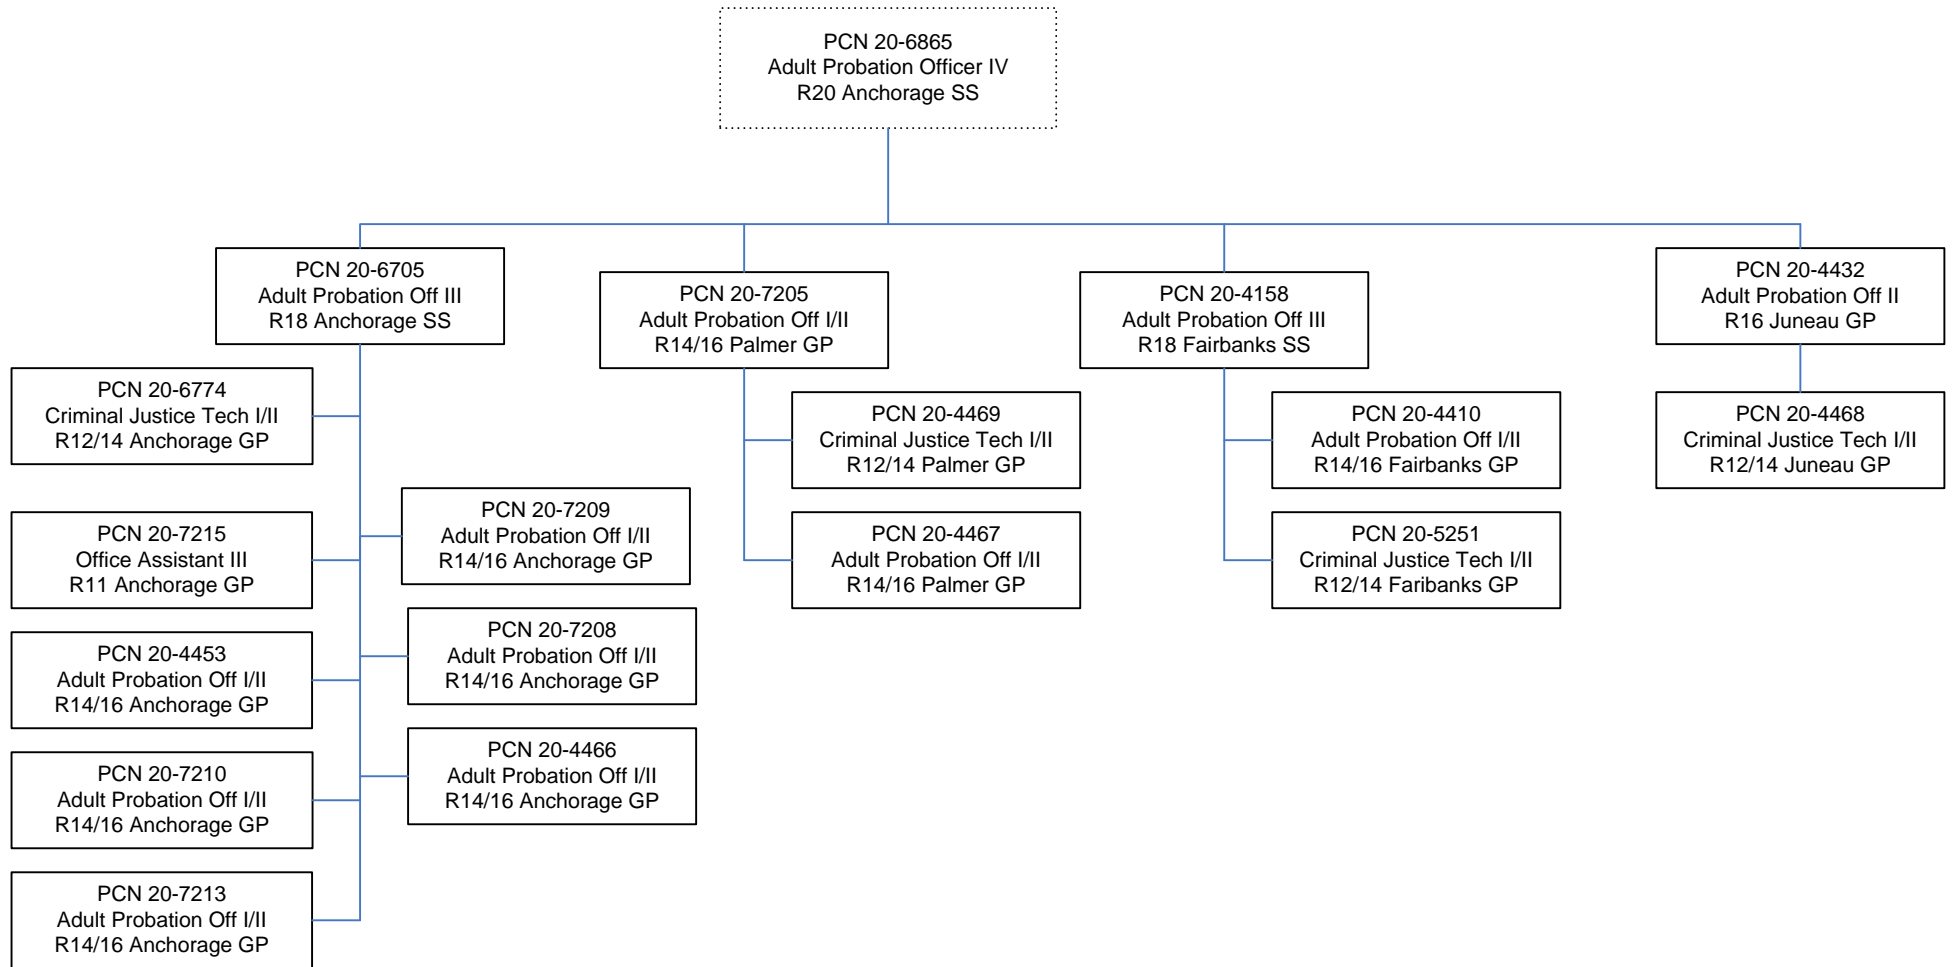 PCN 20-6865
Adult Probation Officer IV
R20 Anchorage SS
PCN 20-6705
Adult Probation Off III
R18 Anchorage SS
PCN 20-7205
Adult Probation Off I/II
R14/16 Palmer GP
PCN 20-4158
Adult Probation Off III
R18 Fairbanks SS
PCN 20-4432
Adult Probation Off II
R16 Juneau GP
PCN 20-6774
Criminal Justice Tech I/II
R12/14 Anchorage GP
PCN 20-4469
Criminal Justice Tech I/II
R12/14 Palmer GP
PCN 20-4410
Adult Probation Off I/II
R14/16 Fairbanks GP
PCN 20-4468
Criminal Justice Tech I/II
R12/14 Juneau GP
PCN 20-7215
Office Assistant III
R11 Anchorage GP
PCN 20-7209
Adult Probation Off I/II
R14/16 Anchorage GP
PCN 20-4467
Adult Probation Off I/II
R14/16 Palmer GP
PCN 20-5251
Criminal Justice Tech I/II
R12/14 Faribanks GP
PCN 20-4453
Adult Probation Off I/II
R14/16 Anchorage GP
PCN 20-7208
Adult Probation Off I/II
R14/16 Anchorage GP
PCN 20-7210
Adult Probation Off I/II
R14/16 Anchorage GP
PCN 20-4466
Adult Probation Off I/II
R14/16 Anchorage GP
PCN 20-7213
Adult Probation Off I/II
R14/16 Anchorage GP